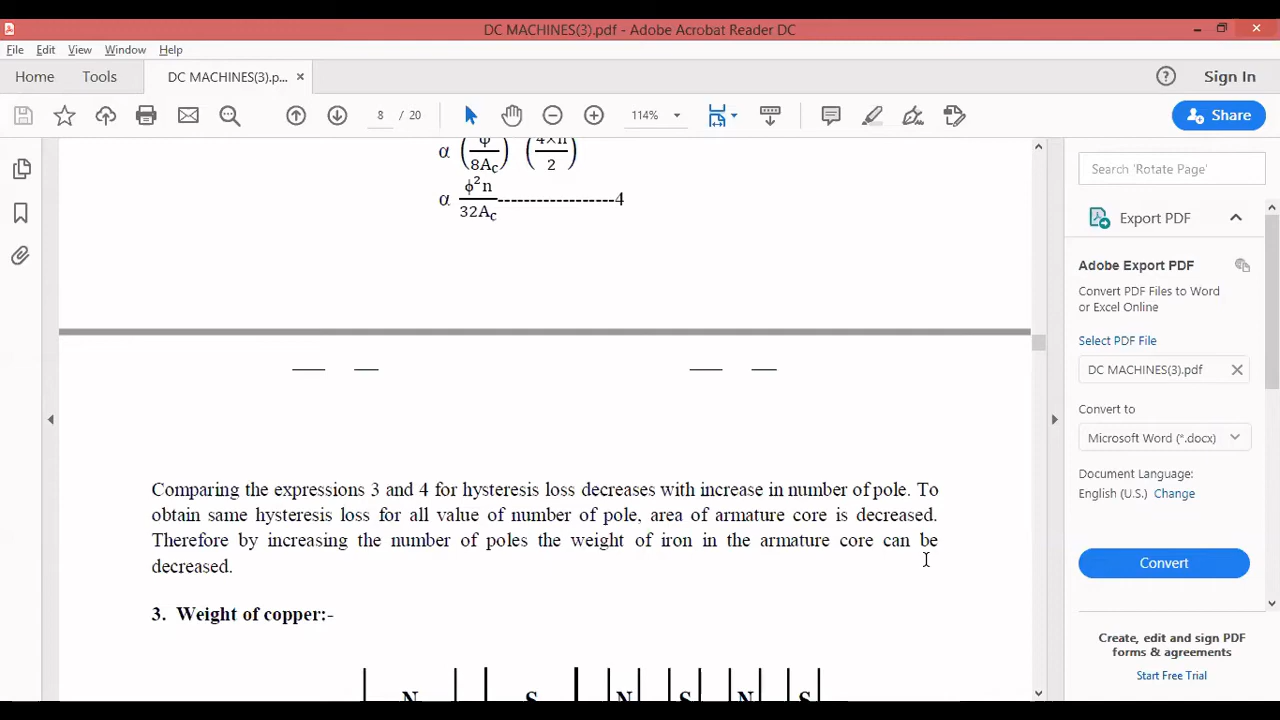 DC MACHINES(3).pdf - Adobe Acrobat Reader DC
File Edit View Window Help
Home Tools DC MACHINES(3).p... × Sign In
8 / 20 114% Share
α (ϕ/8Aᴄ) (4×n/2)
α ϕ²n/32Aᴄ-------------------4
Comparing the expressions 3 and 4 for hysteresis loss decreases with increase in number of pole. To
obtain same hysteresis loss for all value of number of pole, area of armature core is decreased.
Therefore by increasing the number of poles the weight of iron in the armature core can be
decreased.
3. Weight of copper:-
N S N S N S
Search 'Rotate Page'
Export PDF
Adobe Export PDF
Convert PDF Files to Word
or Excel Online
Select PDF File
DC MACHINES(3).pdf
Convert to
Microsoft Word (*.docx)
Document Language:
English (U.S.) Change
Convert
Create, edit and sign PDF
forms & agreements
Start Free Trial